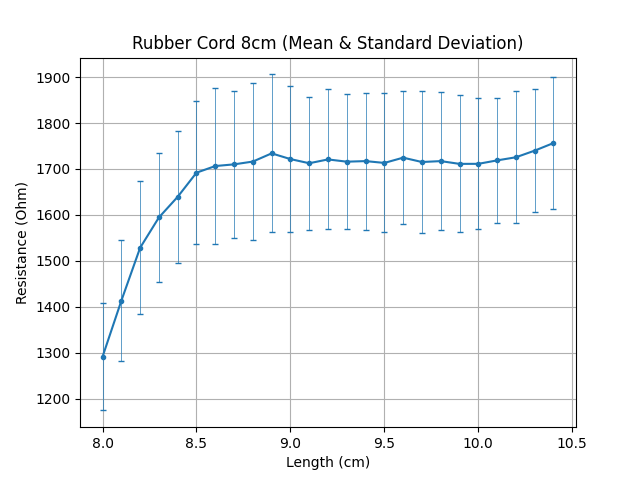 Rubber Cord 8cm (Mean & Standard Deviation)
1900
1800
1700
1600
1500
1400
1300
1200
Resistance (Ohm)
8.0 8.5 9.0 9.5 10.0 10.5
Length (cm)